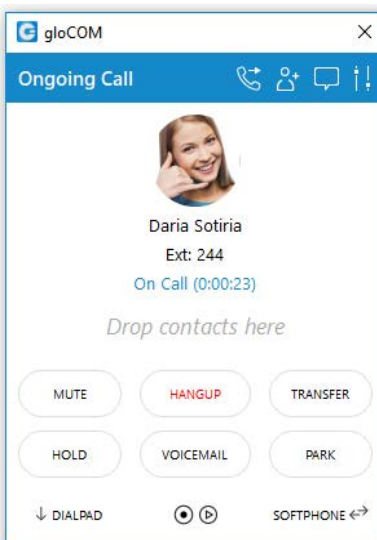 gloCOM
Ongoing Call
Daria Sotiria
Ext: 244
On Call (0:00:23)
Drop contacts here
MUTE HANGUP TRANSFER
HOLD VOICEMAIL PARK
DIALPAD SOFTPHONE